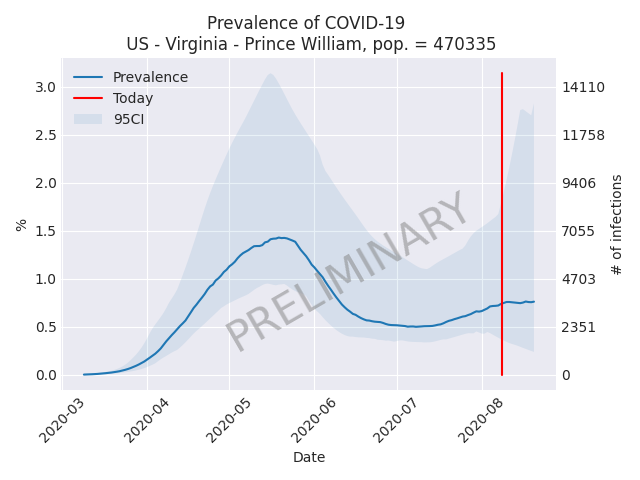 Prevalence of COVID-19
US - Virginia - Prince William, pop. = 470335
Prevalence
Today
95CI
3.0
2.5
2.0
1.5
1.0
0.5
0.0
%
14110
11758
9406
7055
4703
2351
0
# of infections
PRELIMINARY
2020-03
2020-04
2020-05
2020-06
2020-07
2020-08
Date